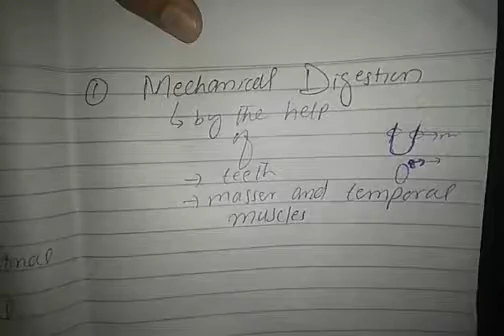 ① Mechanical Digestion
↳ by the help
of
→ teeth
→ masser and temporal
muscles